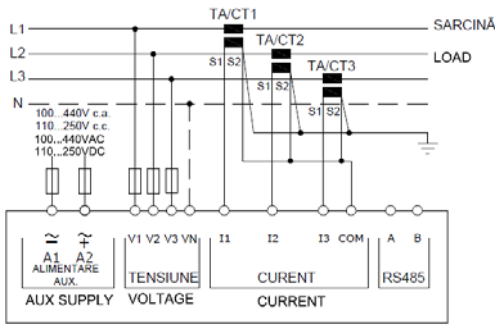 TA/CT1
L1
SARCINĂ
TA/CT2
L2
S1 S2
LOAD
TA/CT3
L3
S1 S2
N
S1 S2
100...440V c.a.
110...250V c.c.
100...440VAC
110...250VDC
A1 A2
V1 V2 V3 VN
I1 I2 I3 COM
A B
ALIMENTARE
AUX.
TENSIUNE
CURENT
RS485
AUX SUPPLY
VOLTAGE
CURRENT